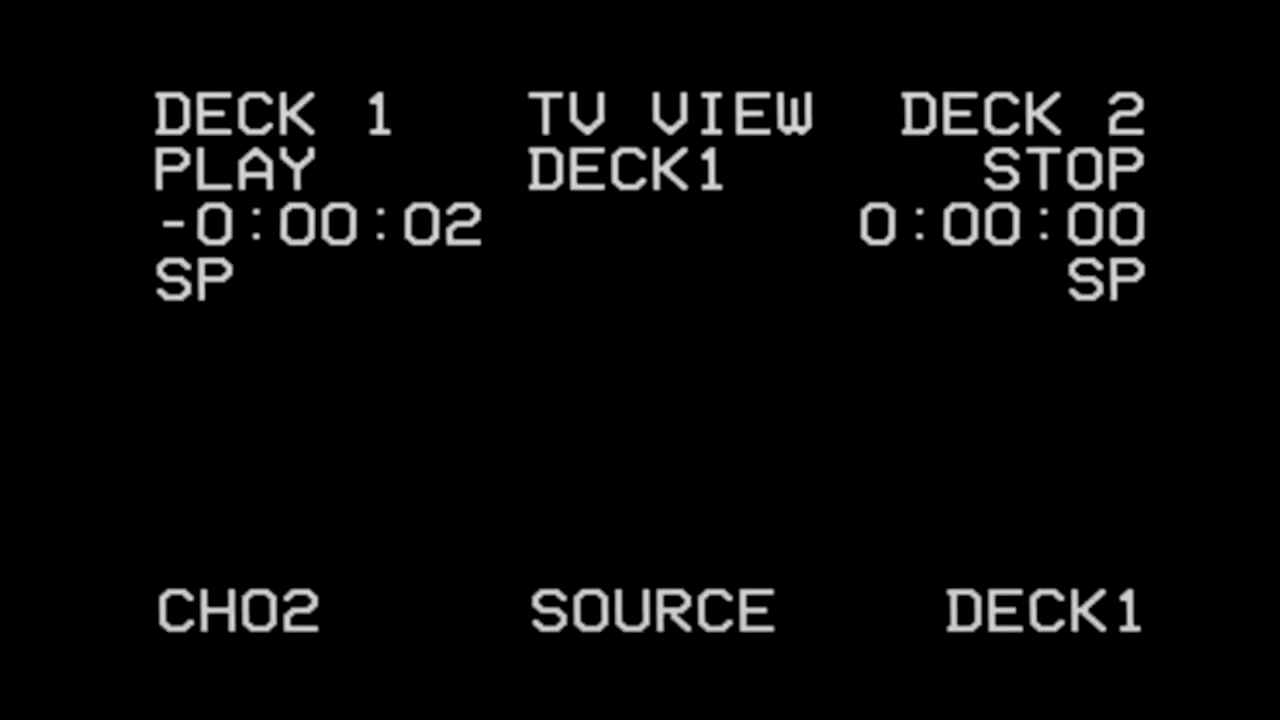 DECK 1 TV VIEW DECK 2
PLAY DECK1 STOP
-0:00:02 0:00:00
SP SP
CH02 SOURCE DECK1